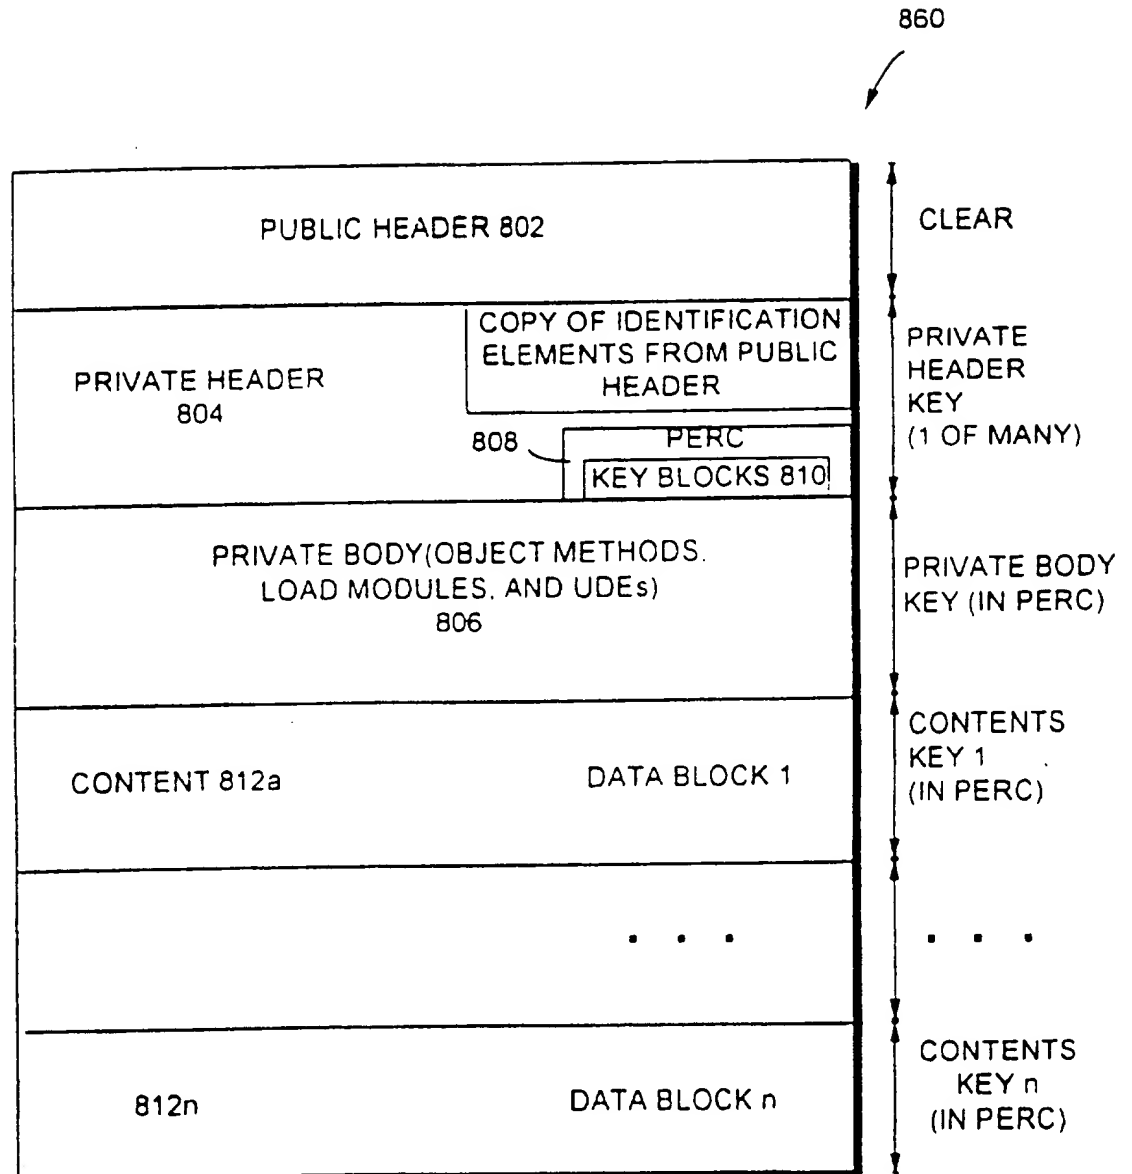 860
PUBLIC HEADER 802
CLEAR
COPY OF IDENTIFICATION
ELEMENTS FROM PUBLIC
HEADER
PRIVATE HEADER
804
808
PERC
KEY BLOCKS 810
PRIVATE
HEADER
KEY
(1 OF MANY)
PRIVATE BODY(OBJECT METHODS.
LOAD MODULES, AND UDEs)
806
PRIVATE BODY
KEY (IN PERC)
CONTENT 812a
DATA BLOCK 1
CONTENTS
KEY 1
(IN PERC)
. . .
. . .
812n
DATA BLOCK n
CONTENTS
KEY n
(IN PERC)